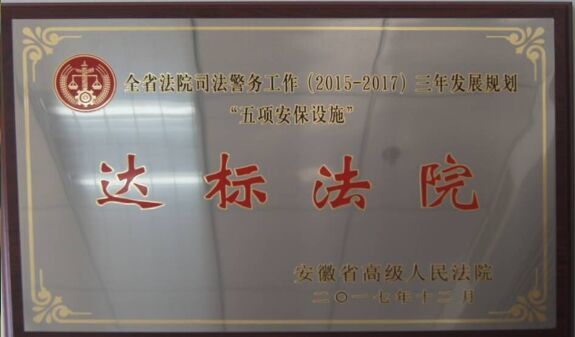 全省法院司法警务工作（2015-2017）三年发展规划
“五项安保设施”
达标法院
安徽省高级人民法院
二〇一七年十二月